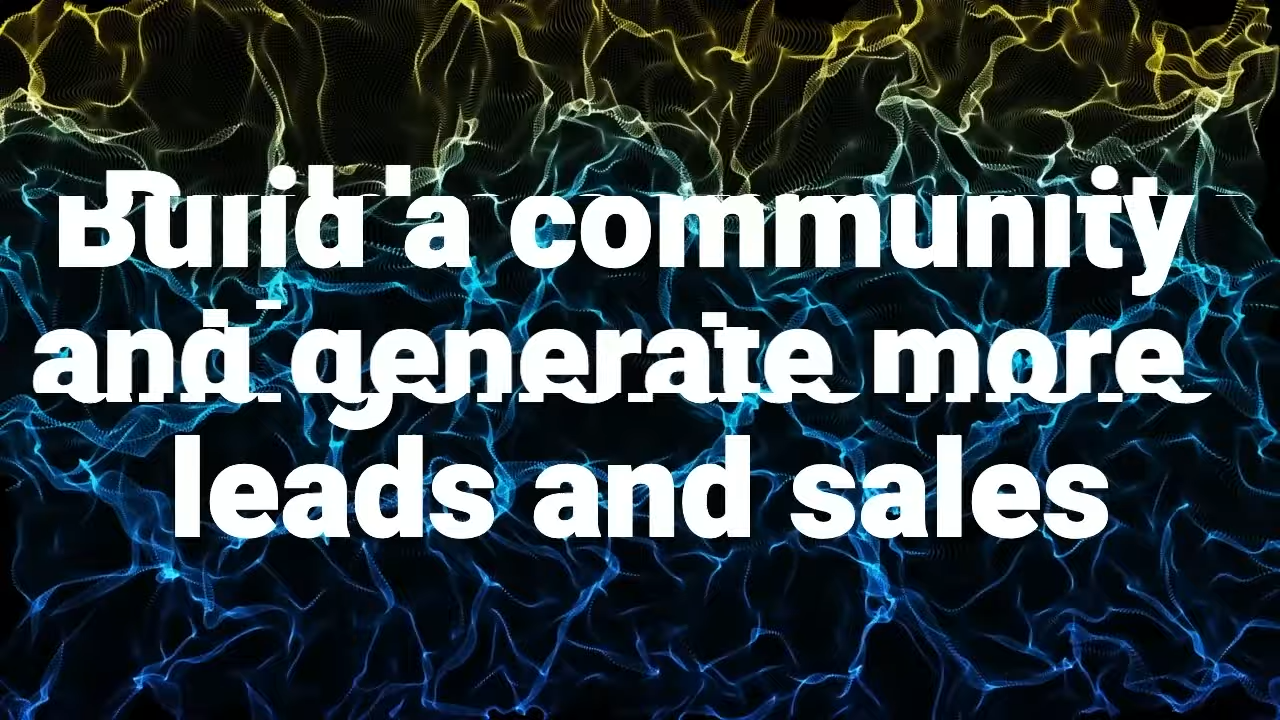 Build a community
and generate more
leads and sales